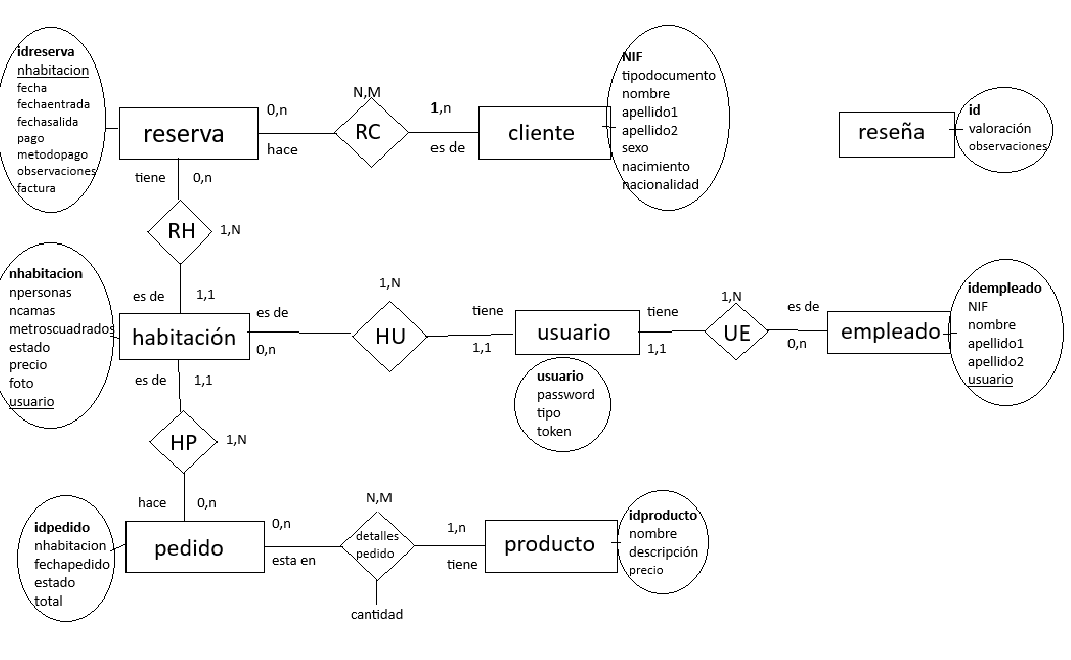 idreserva
nhabitacion
fecha
fechaentrada
fechasalida
pago
metodopago
observaciones
factura
reserva
0,n
hace
N,M
RC
1,n
es de
cliente
NIF
tipodocumento
nombre
apellido1
apellido2
sexo
nacimiento
nacionalidad
reseña
id
valoración
observaciones
tiene
0,n
RH
1,N
es de
1,1
nhabitacion
npersonas
ncamas
metroscuadrados
estado
precio
foto
usuario
habitación
es de
0,n
1,N
HU
tiene
1,1
usuario
usuario
password
tipo
token
tiene
1,1
1,N
UE
es de
0,n
empleado
idempleado
NIF
nombre
apellido1
apellido2
usuario
es de
1,1
HP
1,N
hace
0,n
idpedido
nhabitacion
fechapedido
estado
total
pedido
0,n
esta en
N,M
detalles
pedido
cantidad
1,n
tiene
producto
idproducto
nombre
descripción
precio